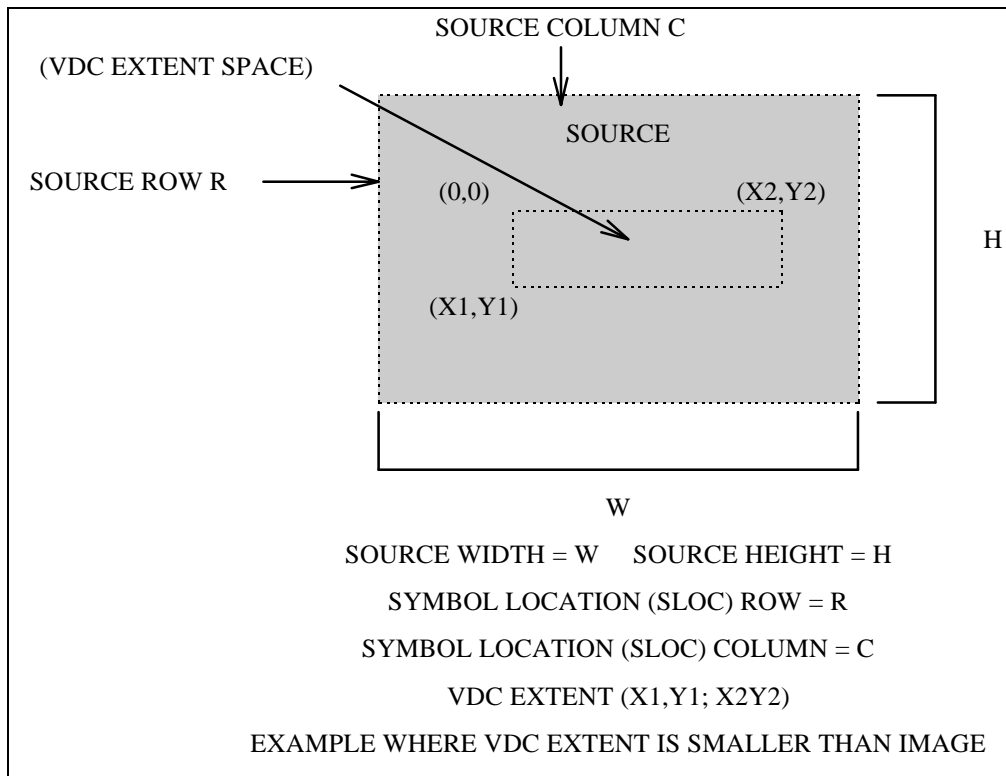 SOURCE COLUMN C
(VDC EXTENT SPACE)
SOURCE
SOURCE ROW R
(0,0)
(X2,Y2)
H
(X1,Y1)
W
SOURCE WIDTH = W SOURCE HEIGHT = H
SYMBOL LOCATION (SLOC) ROW = R
SYMBOL LOCATION (SLOC) COLUMN = C
VDC EXTENT (X1,Y1; X2Y2)
EXAMPLE WHERE VDC EXTENT IS SMALLER THAN IMAGE